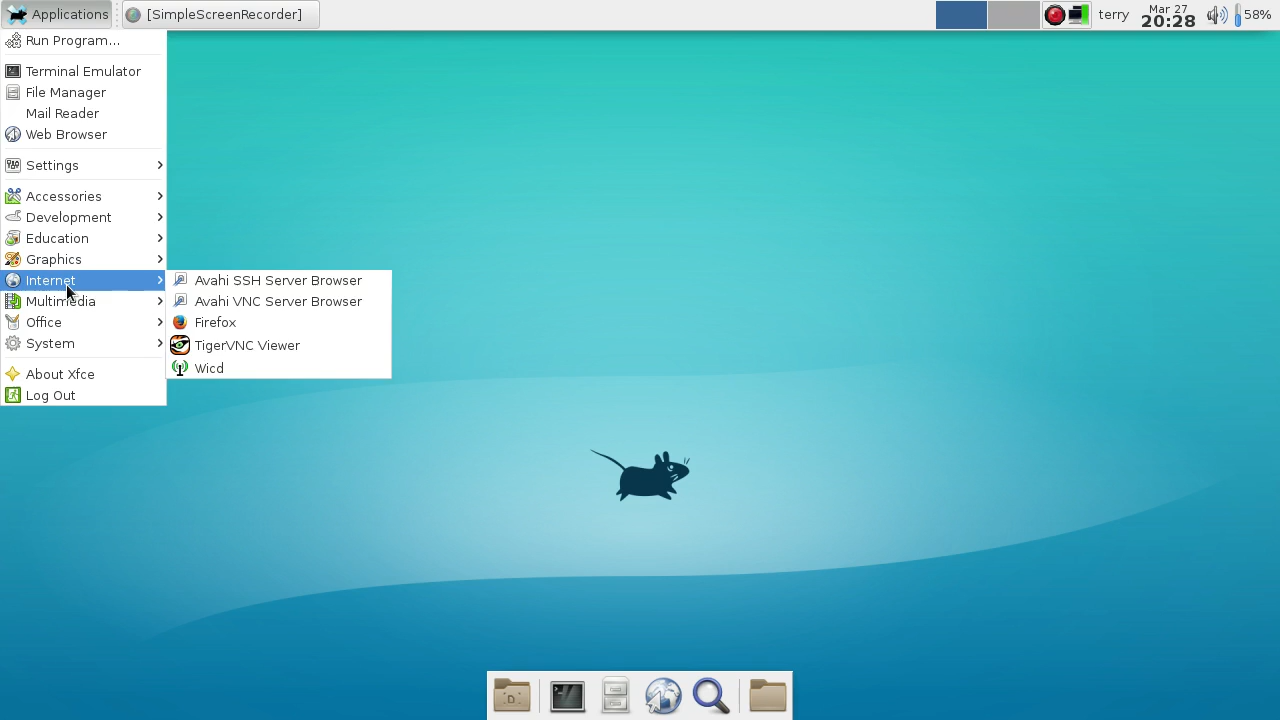 Applications
[SimpleScreenRecorder]
terry
Mar 27
20:28
58%
Run Program...
Terminal Emulator
File Manager
Mail Reader
Web Browser
Settings
Accessories
Development
Education
Graphics
Internet
Multimedia
Office
System
About Xfce
Log Out
Avahi SSH Server Browser
Avahi VNC Server Browser
Firefox
TigerVNC Viewer
Wicd
D